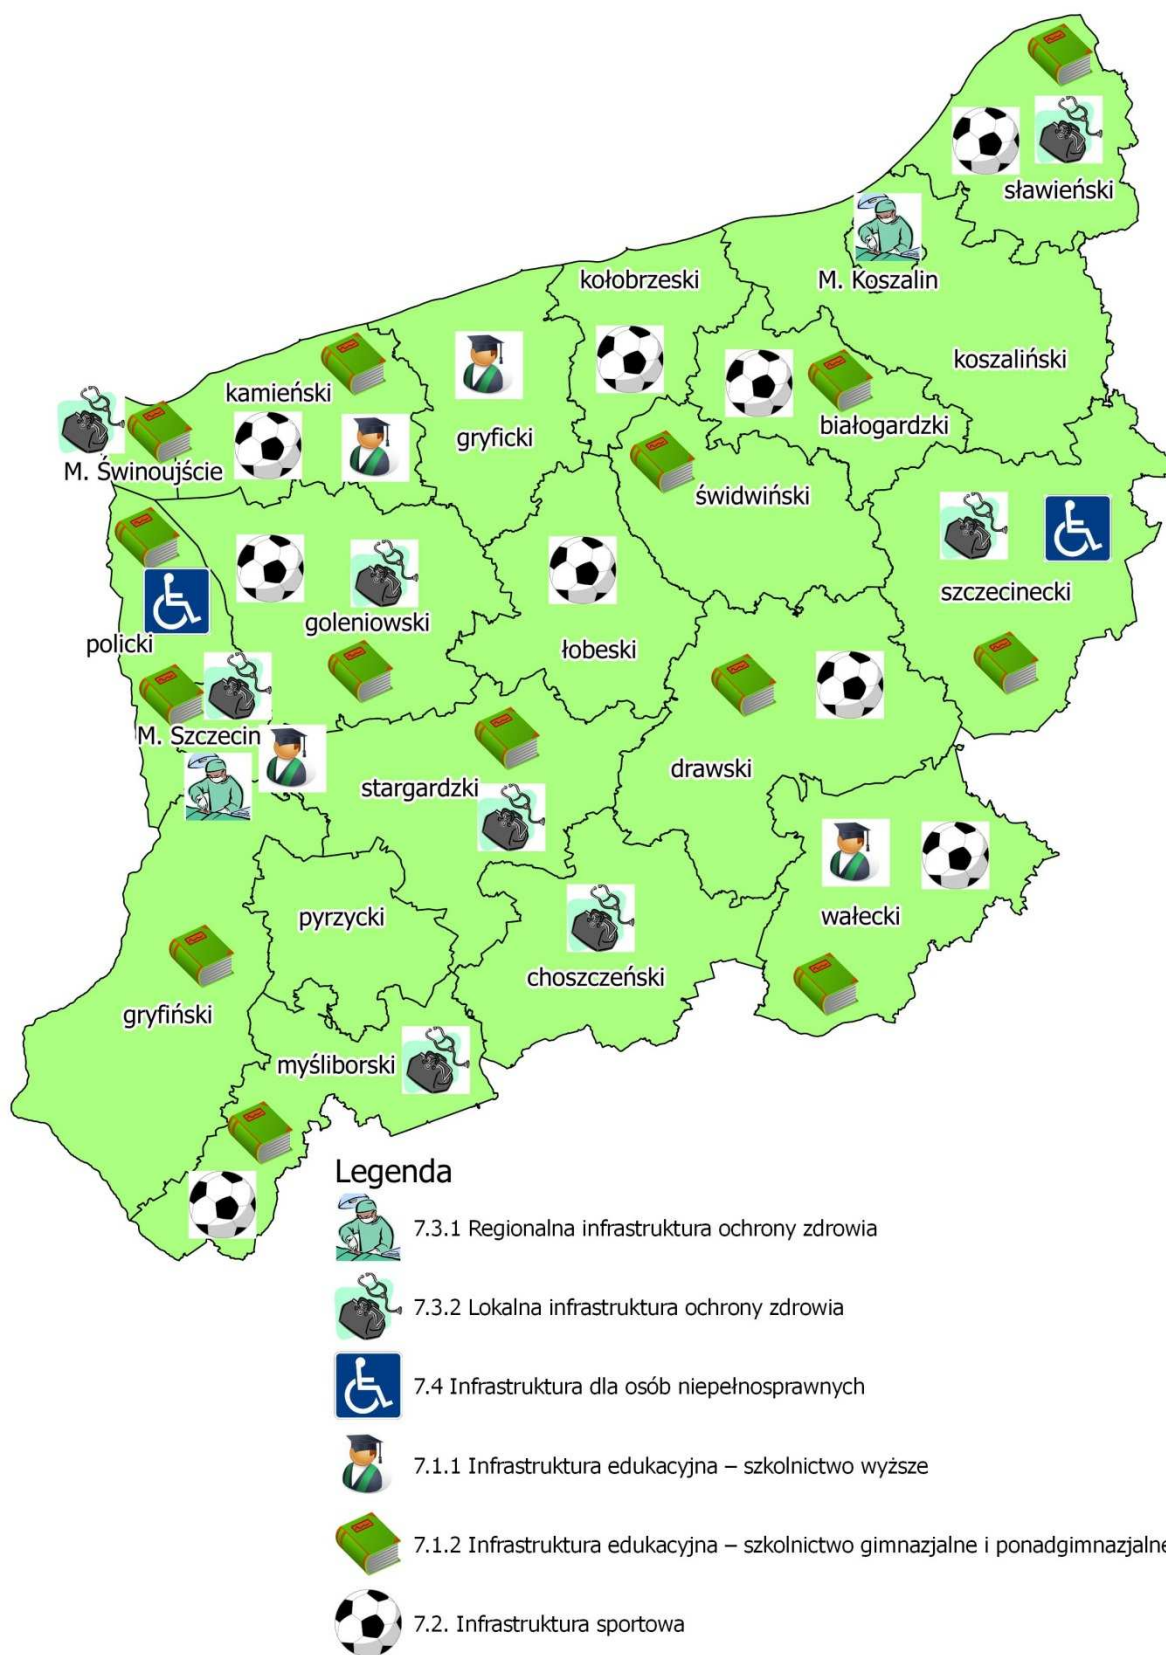 sławieński
M. Koszalin
kołobrzeski
koszaliński
kamieński
gryficki
białogardzki
M. Świnoujście
świdwiński
szczecinecki
goleniowski
policki
łobeski
M. Szczecin
drawski
stargardzki
pyrzycki
wałecki
choszczeński
gryfiński
myśliborski
Legenda
7.3.1 Regionalna infrastruktura ochrony zdrowia
7.3.2 Lokalna infrastruktura ochrony zdrowia
7.4 Infrastruktura dla osób niepełnosprawnych
7.1.1 Infrastruktura edukacyjna – szkolnictwo wyższe
7.1.2 Infrastruktura edukacyjna – szkolnictwo gimnazjalne i ponadgimnazjalne
7.2. Infrastruktura sportowa